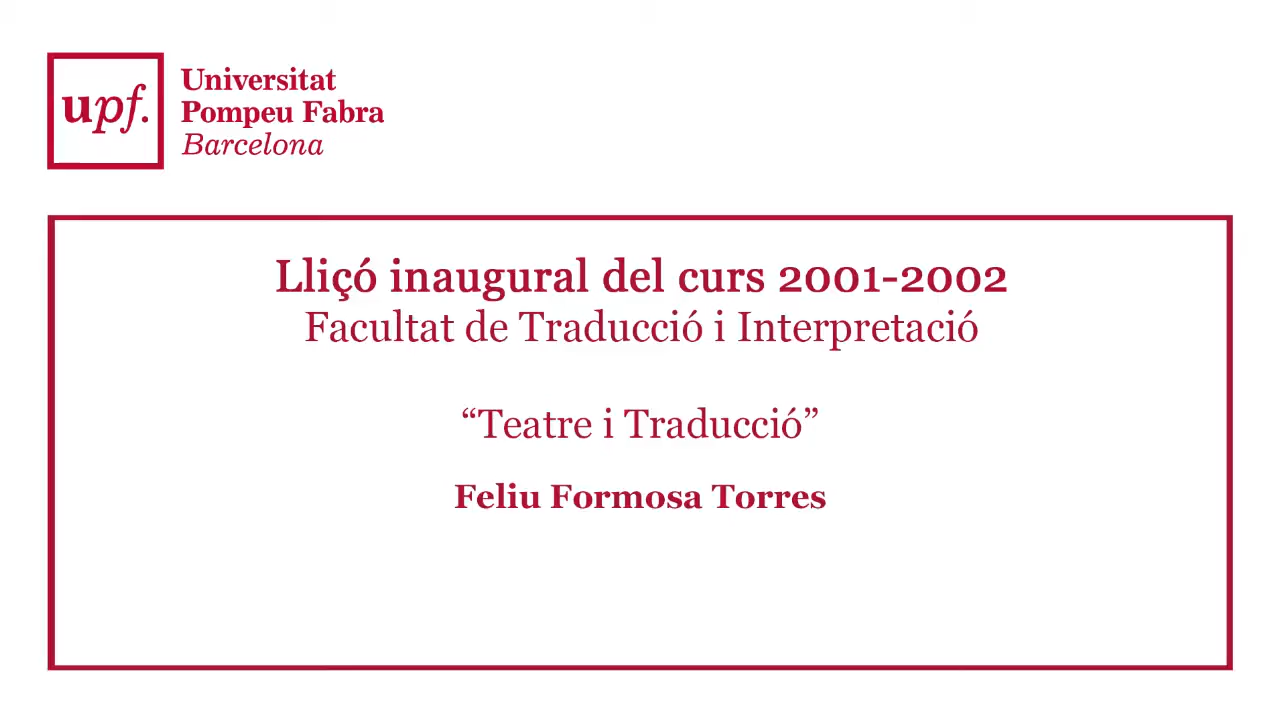 upf.
Universitat
Pompeu Fabra
Barcelona
Lliçó inaugural del curs 2001-2002
Facultat de Traducció i Interpretació
“Teatre i Traducció”
Feliu Formosa Torres